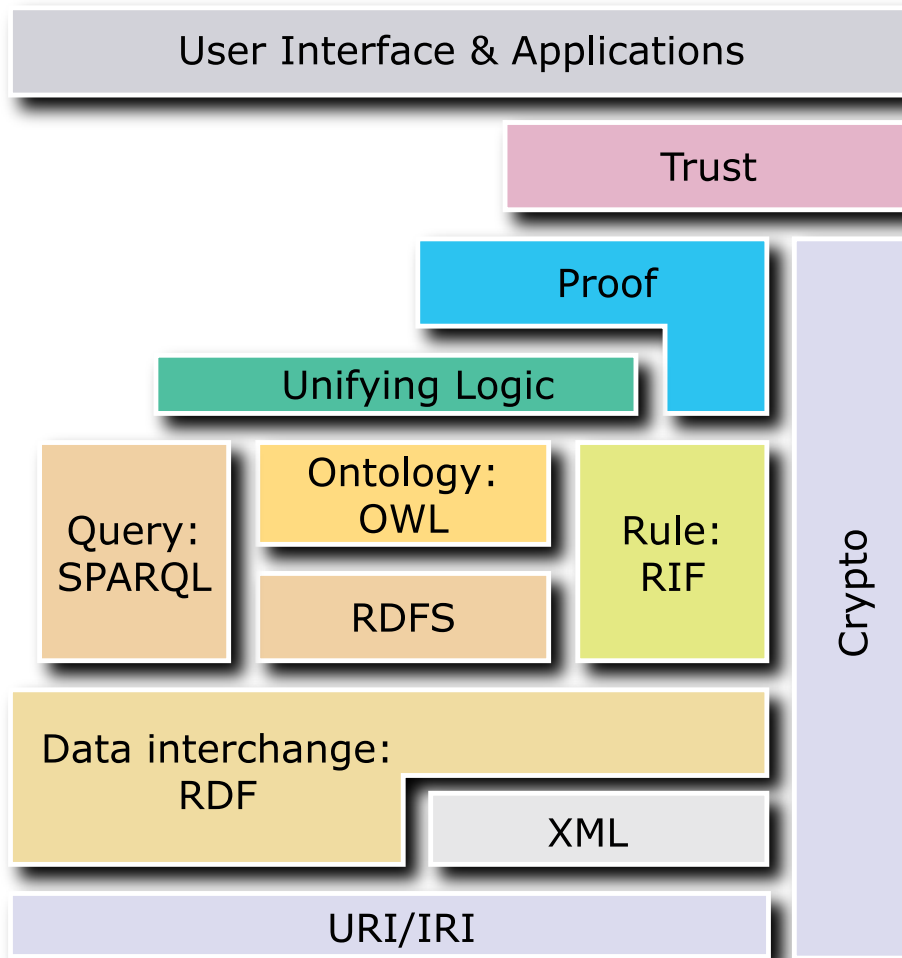 User Interface & Applications
Trust
Proof
Unifying Logic
Query:
SPARQL
Ontology:
OWL
RDFS
Rule:
RIF
Crypto
Data interchange:
RDF
XML
URI/IRI